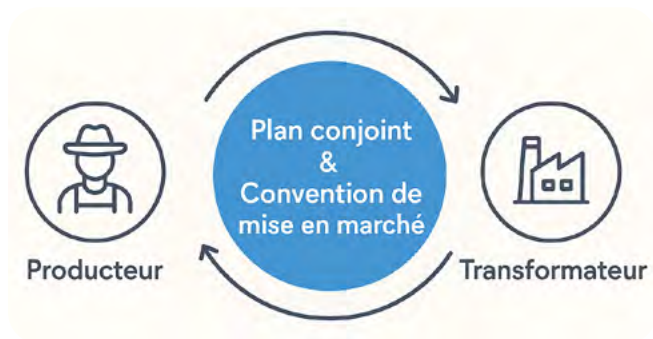 Plan conjoint
&
Convention de
mise en marché
Producteur
Transformateur